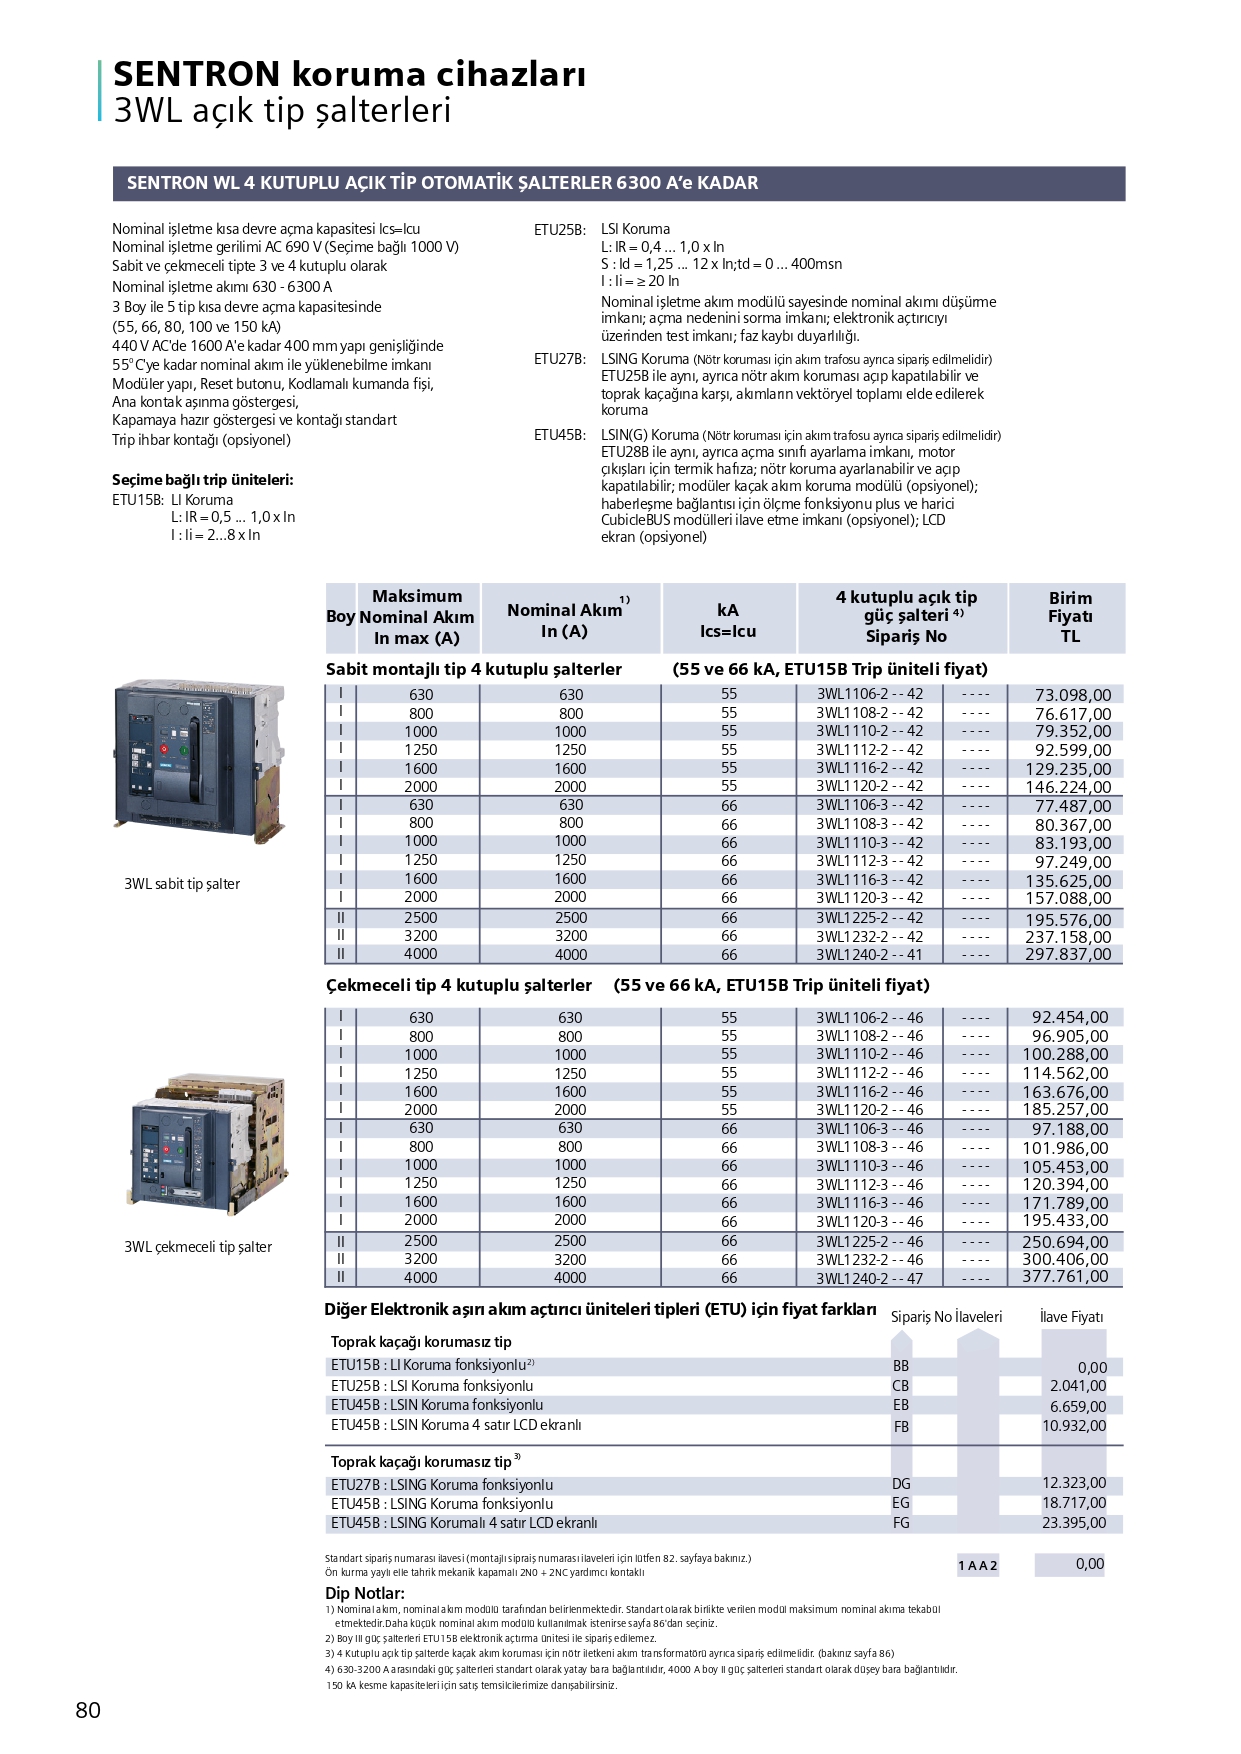 SENTRON koruma cihazları
3WL açık tip şalterleri
SENTRON WL 4 KUTUPLU AÇIK TİP OTOMATİK ŞALTERLER 6300 A’e KADAR
Nominal işletme kısa devre açma kapasitesi Ics=Icu
Nominal işletme gerilimi AC 690 V (Seçime bağlı 1000 V)
Sabit ve çekmeceli tipte 3 ve 4 kutuplu olarak
Nominal işletme akımı 630 - 6300 A
3 Boy ile 5 tip kısa devre açma kapasitesinde
(55, 66, 80, 100 ve 150 kA)
440 V AC'de 1600 A'e kadar 400 mm yapı genişliğinde
55⁰ C'ye kadar nominal akım ile yüklenebilme imkanı
Modüler yapı, Reset butonu, Kodlamalı kumanda fişi,
Ana kontak aşınma göstergesi,
Kapamaya hazır göstergesi ve kontağı standart
Trip ihbar kontağı (opsiyonel)
Seçime bağlı trip üniteleri:
ETU15B: LI Koruma
L: IR = 0,5 ... 1,0 x In
I : Ii = 2...8 x In
ETU25B: LSI Koruma
L: IR = 0,4 ... 1,0 x In
S : Id = 1,25 ... 12 x In;td = 0 ... 400msn
I : Ii = ≥ 20 In
Nominal işletme akım modülü sayesinde nominal akımı düşürme
imkanı; açma nedenini sorma imkanı; elektronik açtırıcıyı
üzerinden test imkanı; faz kaybı duyarlılığı.
ETU27B: LSING Koruma (Nötr koruması için akım trafosu ayrıca sipariş edilmelidir)
ETU25B ile aynı, ayrıca nötr akım koruması açıp kapatılabilir ve
toprak kaçağına karşı, akımların vektöryel toplamı elde edilerek
koruma
ETU45B: LSIN(G) Koruma (Nötr koruması için akım trafosu ayrıca sipariş edilmelidir)
ETU28B ile aynı, ayrıca açma sınıfı ayarlama imkanı, motor
çıkışları için termik hafıza; nötr koruma ayarlanabilir ve açıp
kapatılabilir; modüler kaçak akım koruma modülü (opsiyonel);
haberleşme bağlantısı için ölçme fonksiyonu plus ve harici
CubicleBUS modülleri ilave etme imkanı (opsiyonel); LCD
ekran (opsiyonel)
Boy Maksimum Nominal Akım In max (A) Nominal Akım 1) In (A) kA Ics=Icu 4 kutuplu açık tip güç şalteri 4) Sipariş No Birim Fiyatı TL
Sabit montajlı tip 4 kutuplu şalterler (55 ve 66 kA, ETU15B Trip üniteli fiyat)
I 630 630 55 3WL1106-2 - - 42 - - - - 73.098,00
I 800 800 55 3WL1108-2 - - 42 - - - - 76.617,00
I 1000 1000 55 3WL1110-2 - - 42 - - - - 79.352,00
I 1250 1250 55 3WL1112-2 - - 42 - - - - 92.599,00
I 1600 1600 55 3WL1116-2 - - 42 - - - - 129.235,00
I 2000 2000 55 3WL1120-2 - - 42 - - - - 146.224,00
I 630 630 66 3WL1106-3 - - 42 - - - - 77.487,00
I 800 800 66 3WL1108-3 - - 42 - - - - 80.367,00
I 1000 1000 66 3WL1110-3 - - 42 - - - - 83.193,00
I 1250 1250 66 3WL1112-3 - - 42 - - - - 97.249,00
I 1600 1600 66 3WL1116-3 - - 42 - - - - 135.625,00
I 2000 2000 66 3WL1120-3 - - 42 - - - - 157.088,00
II 2500 2500 66 3WL1225-2 - - 42 - - - - 195.576,00
II 3200 3200 66 3WL1232-2 - - 42 - - - - 237.158,00
II 4000 4000 66 3WL1240-2 - - 41 - - - - 297.837,00
3WL sabit tip şalter
Çekmeceli tip 4 kutuplu şalterler (55 ve 66 kA, ETU15B Trip üniteli fiyat)
I 630 630 55 3WL1106-2 - - 46 - - - - 92.454,00
I 800 800 55 3WL1108-2 - - 46 - - - - 96.905,00
I 1000 1000 55 3WL1110-2 - - 46 - - - - 100.288,00
I 1250 1250 55 3WL1112-2 - - 46 - - - - 114.562,00
I 1600 1600 55 3WL1116-2 - - 46 - - - - 163.676,00
I 2000 2000 55 3WL1120-2 - - 46 - - - - 185.257,00
I 630 630 66 3WL1106-3 - - 46 - - - - 97.188,00
I 800 800 66 3WL1108-3 - - 46 - - - - 101.986,00
I 1000 1000 66 3WL1110-3 - - 46 - - - - 105.453,00
I 1250 1250 66 3WL1112-3 - - 46 - - - - 120.394,00
I 1600 1600 66 3WL1116-3 - - 46 - - - - 171.789,00
I 2000 2000 66 3WL1120-3 - - 46 - - - - 195.433,00
II 2500 2500 66 3WL1225-2 - - 46 - - - - 250.694,00
II 3200 3200 66 3WL1232-2 - - 46 - - - - 300.406,00
II 4000 4000 66 3WL1240-2 - - 47 - - - - 377.761,00
3WL çekmeceli tip şalter
Diğer Elektronik aşırı akım açtırıcı üniteleri tipleri (ETU) için fiyat farkları Sipariş No İlaveleri İlave Fiyatı
Toprak kaçağı korumasız tip
ETU15B : LI Koruma fonksiyonlu 2) BB 0,00
ETU25B : LSI Koruma fonksiyonlu CB 2.041,00
ETU45B : LSIN Koruma fonksiyonlu EB 6.659,00
ETU45B : LSIN Koruma 4 satır LCD ekranlı FB 10.932,00
Toprak kaçağı korumasız tip 3)
ETU27B : LSING Koruma fonksiyonlu DG 12.323,00
ETU45B : LSING Koruma fonksiyonlu EG 18.717,00
ETU45B : LSING Korumalı 4 satır LCD ekranlı FG 23.395,00
Standart sipariş numarası ilavesi (montajlı sipraiş numarası ilaveleri için lütfen 82. sayfaya bakınız.)
Ön kurma yaylı elle tahrik mekanik kapamalı 2N0 + 2NC yardımcı kontaklı 1 A A 2 0,00
Dip Notlar:
1) Nominal akım, nominal akım modülü tarafından belirlenmektedir. Standart olarak birlikte verilen modül maksimum nominal akıma tekabül
etmektedir.Daha küçük nominal akım modülü kullanılmak istenirse sayfa 86'dan seçiniz.
2) Boy III güç şalterleri ETU15B elektronik açtırma ünitesi ile sipariş edilemez.
3) 4 Kutuplu açık tip şalterde kaçak akım koruması için nötr iletkeni akım transformatörü ayrıca sipariş edilmelidir. (bakınız sayfa 86)
4) 630-3200 A arasındaki güç şalterleri standart olarak yatay bara bağlantılıdır, 4000 A boy II güç şalterleri standart olarak düşey bara bağlantılıdır.
150 kA kesme kapasiteleri için satış temsilcilerimize danışabilirsiniz.
80